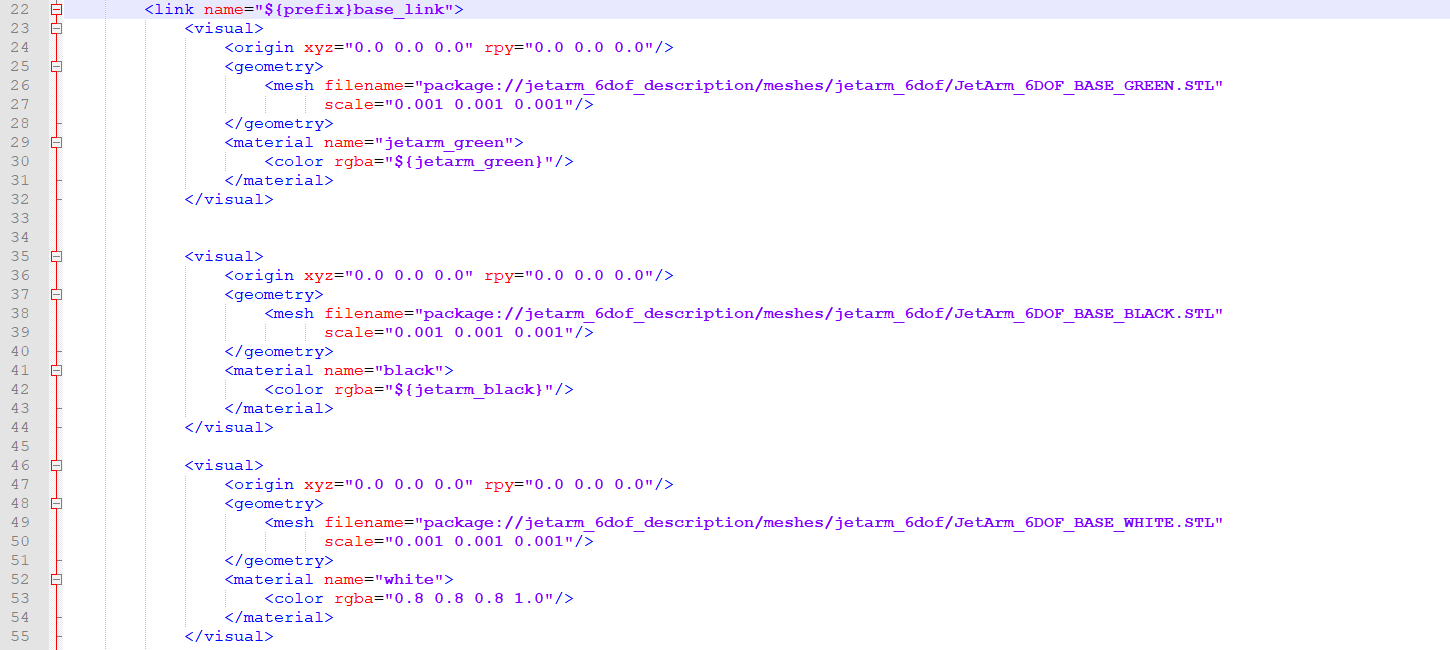 22 <link name="${prefix}base_link">
23 <visual>
24 <origin xyz="0.0 0.0 0.0" rpy="0.0 0.0 0.0"/>
25 <geometry>
26 <mesh filename="package://jetarm_6dof_description/meshes/jetarm_6dof/JetArm_6DOF_BASE_GREEN.STL"
27 scale="0.001 0.001 0.001"/>
28 </geometry>
29 <material name="jetarm_green">
30 <color rgba="${jetarm_green}"/>
31 </material>
32 </visual>
33
34
35 <visual>
36 <origin xyz="0.0 0.0 0.0" rpy="0.0 0.0 0.0"/>
37 <geometry>
38 <mesh filename="package://jetarm_6dof_description/meshes/jetarm_6dof/JetArm_6DOF_BASE_BLACK.STL"
39 scale="0.001 0.001 0.001"/>
40 </geometry>
41 <material name="black">
42 <color rgba="${jetarm_black}"/>
43 </material>
44 </visual>
45
46 <visual>
47 <origin xyz="0.0 0.0 0.0" rpy="0.0 0.0 0.0"/>
48 <geometry>
49 <mesh filename="package://jetarm_6dof_description/meshes/jetarm_6dof/JetArm_6DOF_BASE_WHITE.STL"
50 scale="0.001 0.001 0.001"/>
51 </geometry>
52 <material name="white">
53 <color rgba="0.8 0.8 0.8 1.0"/>
54 </material>
55 </visual>